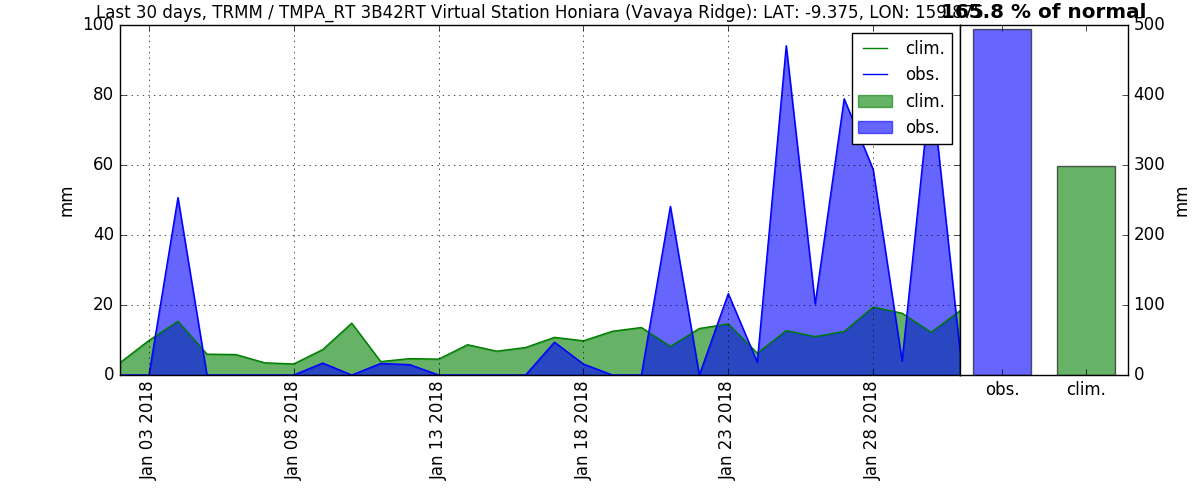 Last 30 days, TRMM / TMPA_RT 3B42RT Virtual Station Honiara (Vavaya Ridge): LAT: -9.375, LON:
165.8 % of normal
100
80
60
40
20
0
mm
clim.
obs.
clim.
obs.
500
400
300
200
100
0
mm
Jan 03 2018
Jan 08 2018
Jan 13 2018
Jan 18 2018
Jan 23 2018
Jan 28 2018
obs.
clim.